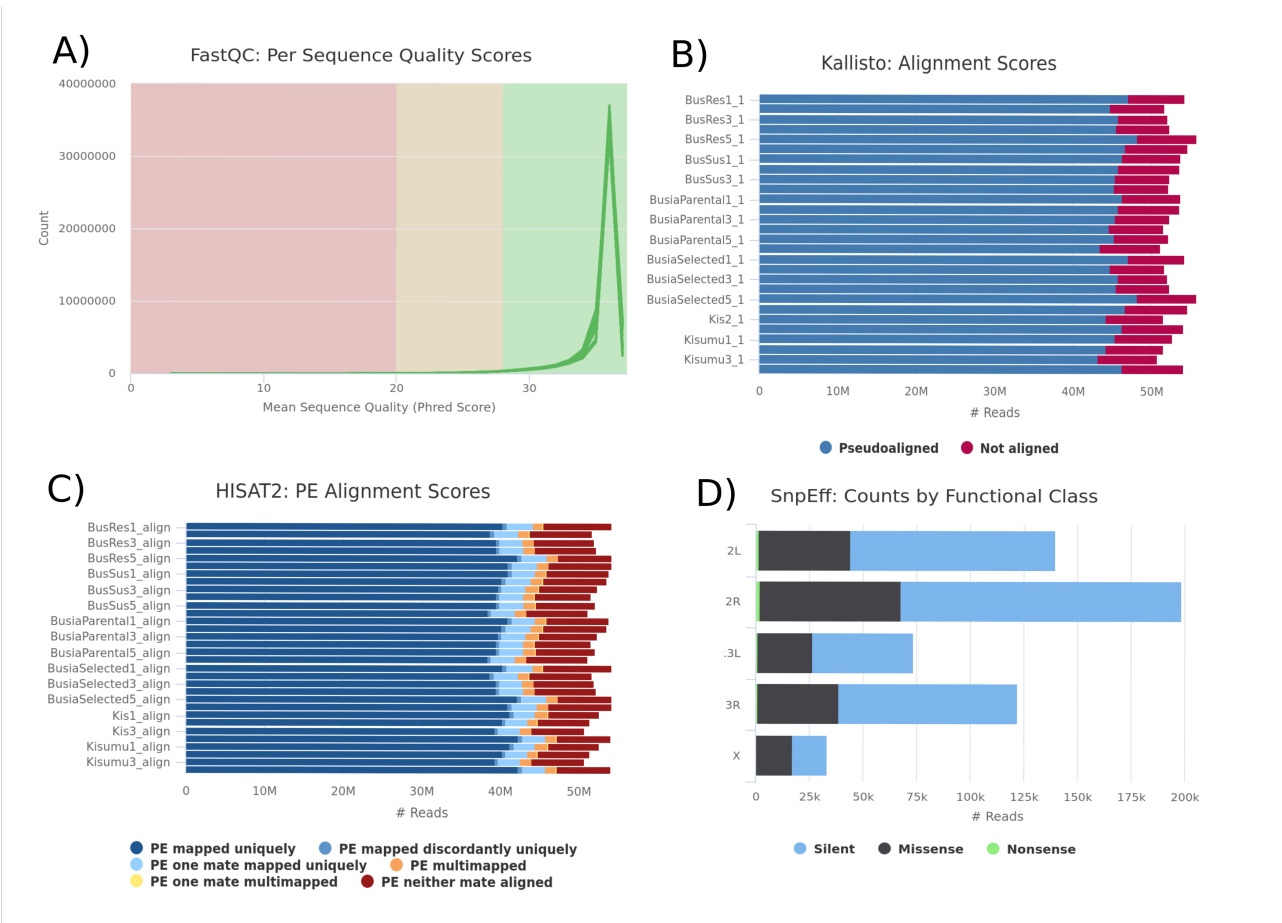 A)
FastQC: Per Sequence Quality Scores
40000000
30000000
20000000
10000000
0
Count
0 10 20 30
Mean Sequence Quality (Phred Score)
B)
Kallisto: Alignment Scores
BusRes1_1
BusRes3_1
BusRes5_1
BusSus1_1
BusSus3_1
BusiaParental1_1
BusiaParental3_1
BusiaParental5_1
BusiaSelected1_1
BusiaSelected3_1
BusiaSelected5_1
Kis2_1
Kisumu1_1
Kisumu3_1
0 10M 20M 30M 40M 50M
# Reads
Pseudoaligned Not aligned
C)
HISAT2: PE Alignment Scores
BusRes1_align
BusRes3_align
BusRes5_align
BusSus1_align
BusSus3_align
BusSus5_align
BusiaParental1_align
BusiaParental3_align
BusiaParental5_align
BusiaSelected1_align
BusiaSelected3_align
BusiaSelected5_align
Kis1_align
Kis3_align
Kisumu1_align
Kisumu3_align
0 10M 20M 30M 40M 50M
# Reads
PE mapped uniquely PE mapped discordantly uniquely
PE one mate mapped uniquely PE multimapped
PE one mate multimapped PE neither mate aligned
D)
SnpEff: Counts by Functional Class
2L
2R
.3L
3R
X
0 25k 50k 75k 100k 125k 150k 175k 200k
# Reads
Silent Missense Nonsense